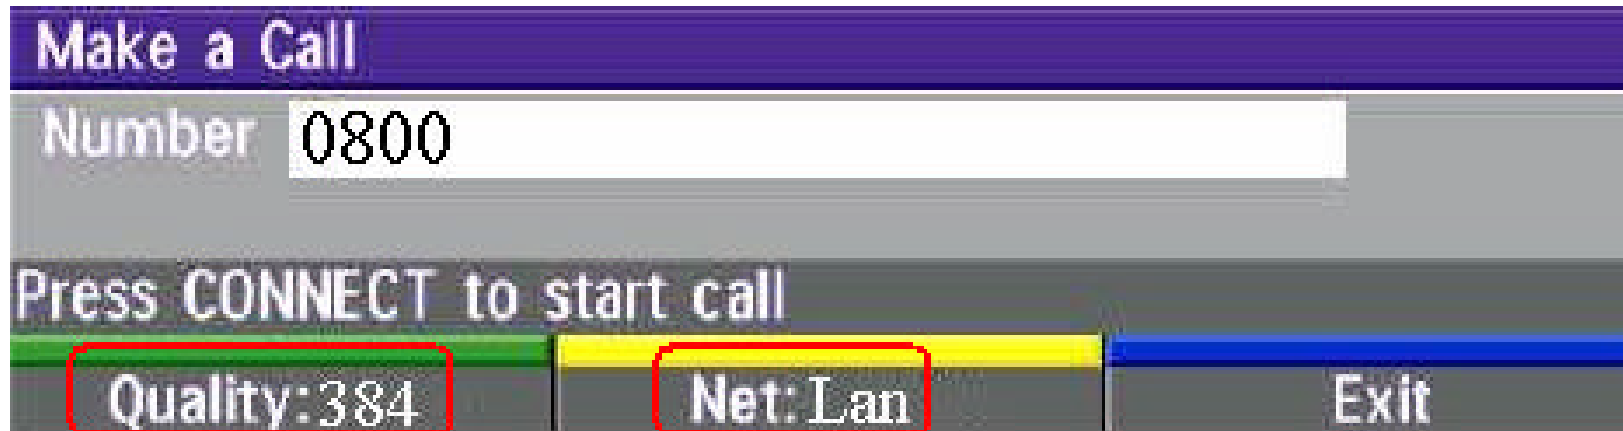 Make a Call
Number 0800
Press CONNECT to start call
Quality:384 Net:Lan Exit